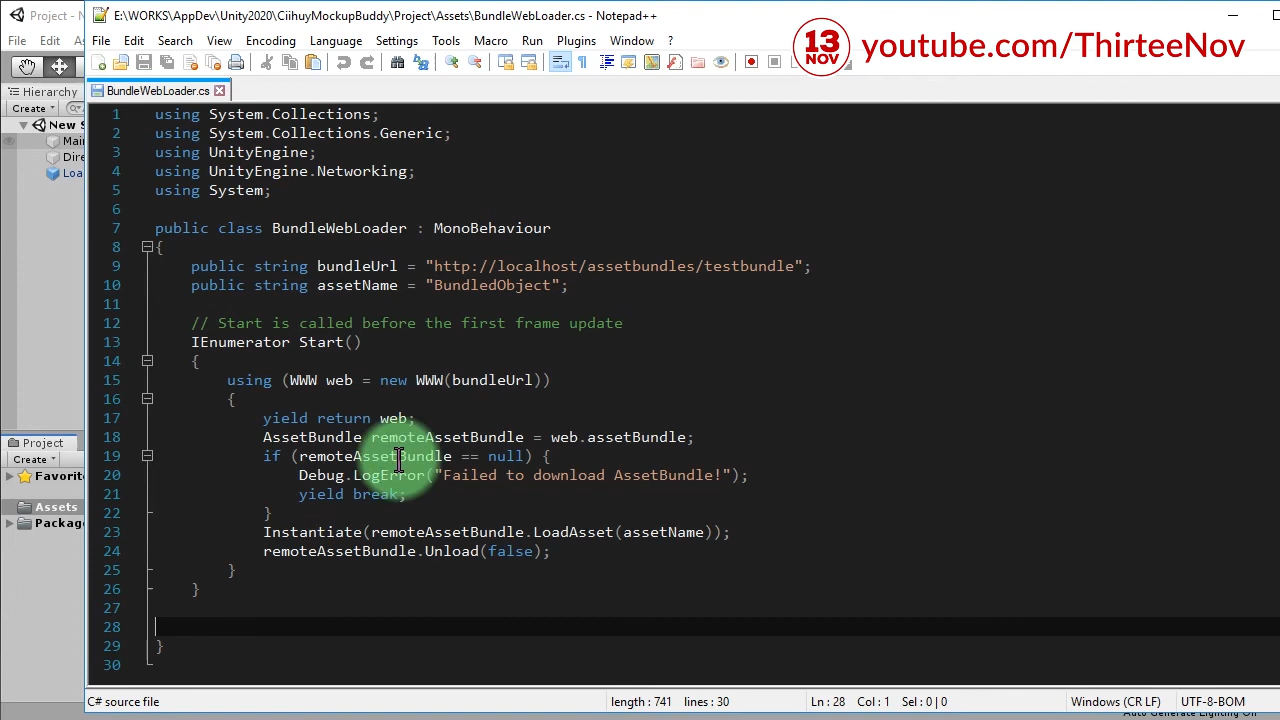 Project - N
E:\WORKS\AppDev\Unity2020\CiihuyMockupBuddy\Project\Assets\BundleWebLoader.cs - Notepad++
13
NOV
youtube.com/ThirteeNov
File Edit As
File Edit Search View Encoding Language Settings Tools Macro Run Plugins Window ?
Hierarchy
BundleWebLoader.cs
Create
New S
Main
Dire
Loa
Project
Create
Favorit
Assets
Packag
1 using System.Collections;
2 using System.Collections.Generic;
3 using UnityEngine;
4 using UnityEngine.Networking;
5 using System;
6
7 public class BundleWebLoader : MonoBehaviour
8 {
9 public string bundleUrl = "http://localhost/assetbundles/testbundle";
10 public string assetName = "BundledObject";
11
12 // Start is called before the first frame update
13 IEnumerator Start()
14 {
15 using (WWW web = new WWW(bundleUrl))
16 {
17 yield return web;
18 AssetBundle remoteAssetBundle = web.assetBundle;
19 if (remoteAssetBundle == null) {
20 Debug.LogError("Failed to download AssetBundle!");
21 yield break;
22 }
23 Instantiate(remoteAssetBundle.LoadAsset(assetName));
24 remoteAssetBundle.Unload(false);
25 }
26 }
27
28
29 }
30
C# source file length : 741 lines : 30 Ln : 28 Col : 1 Sel : 0 | 0 Windows (CR LF) UTF-8-BOM